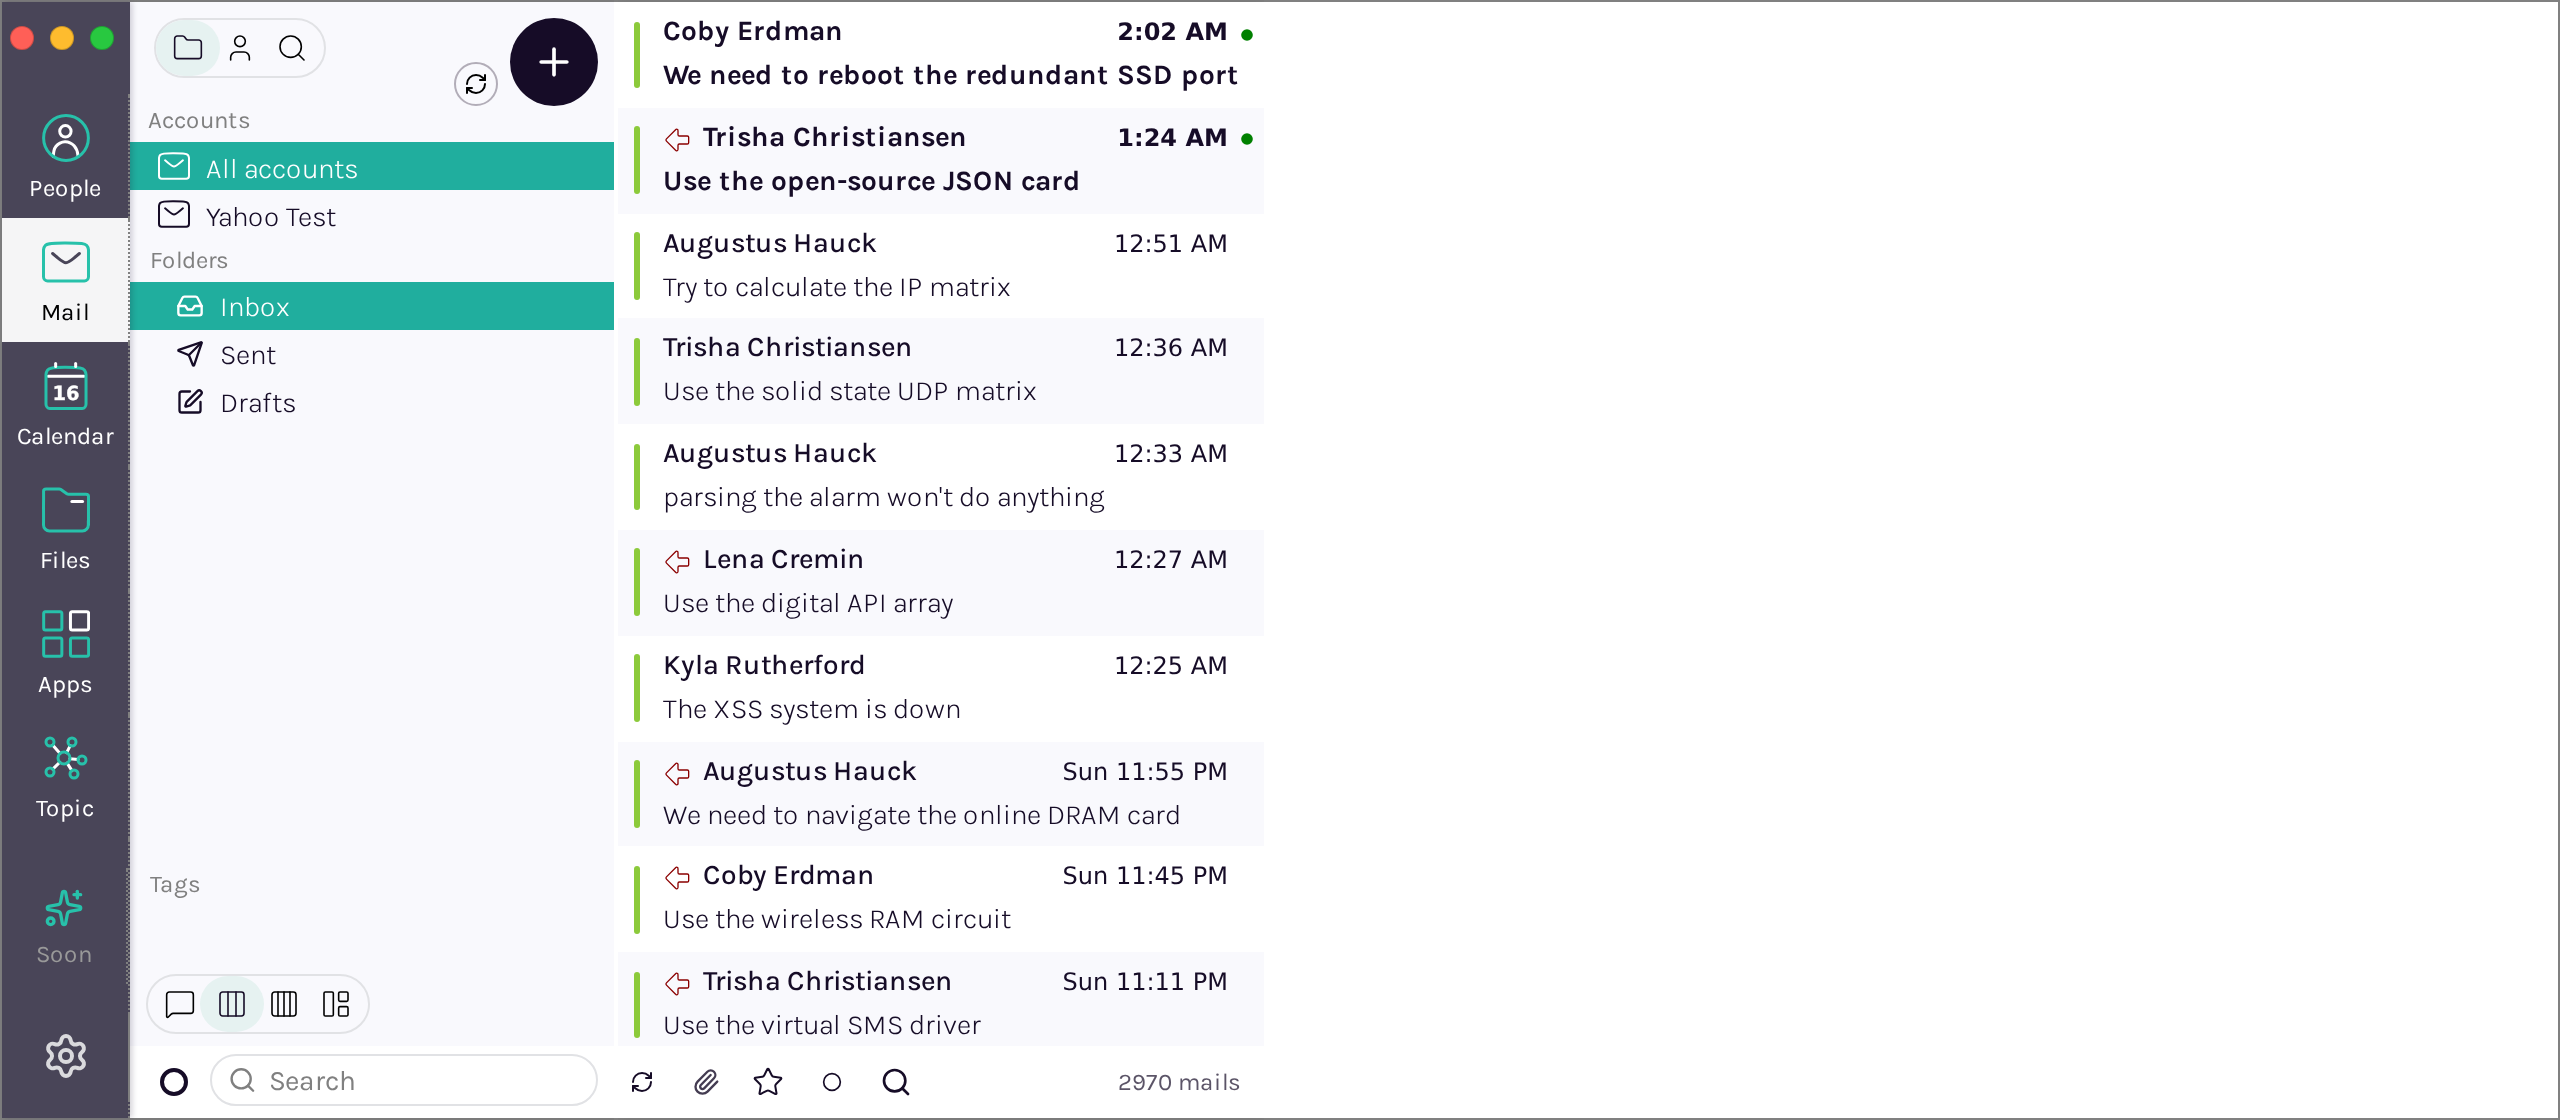 People
Mail
16
Calendar
Files
Apps
Topic
Soon
Accounts
All accounts
Yahoo Test
Folders
Inbox
Sent
Drafts
Tags
Search
Coby Erdman 2:02 AM
We need to reboot the redundant SSD port
Trisha Christiansen 1:24 AM
Use the open-source JSON card
Augustus Hauck 12:51 AM
Try to calculate the IP matrix
Trisha Christiansen 12:36 AM
Use the solid state UDP matrix
Augustus Hauck 12:33 AM
parsing the alarm won't do anything
Lena Cremin 12:27 AM
Use the digital API array
Kyla Rutherford 12:25 AM
The XSS system is down
Augustus Hauck Sun 11:55 PM
We need to navigate the online DRAM card
Coby Erdman Sun 11:45 PM
Use the wireless RAM circuit
Trisha Christiansen Sun 11:11 PM
Use the virtual SMS driver
2970 mails